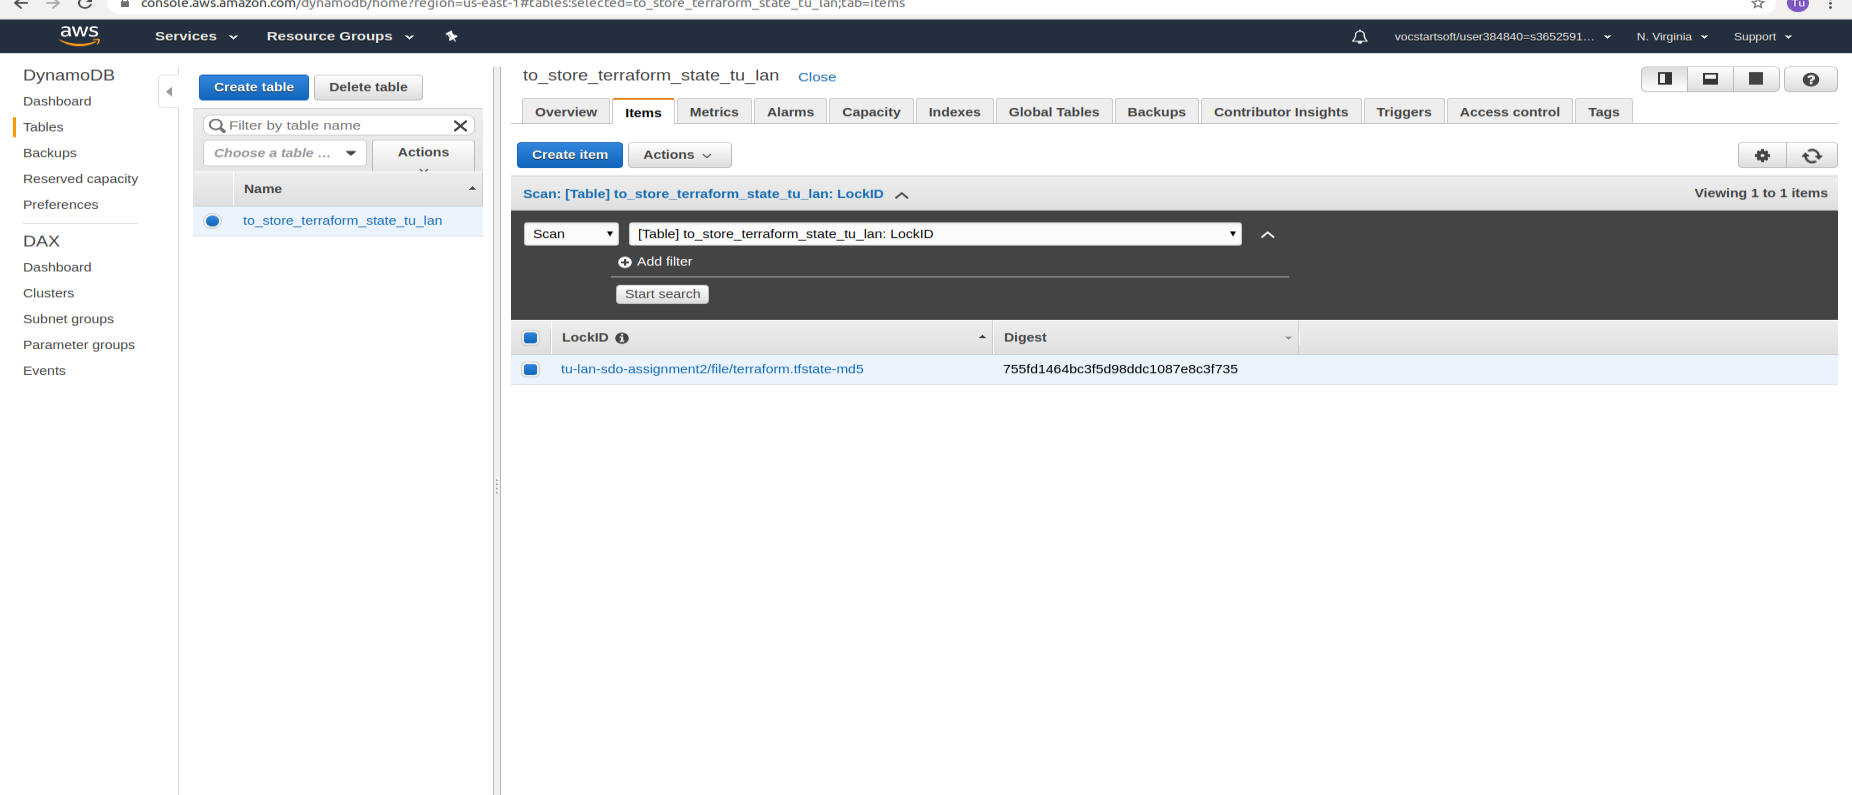 console.aws.amazon.com/dynamodb/home?region=us-east-1#tables:selected=to_store_terraform_state_tu_lan;tab=items
Tu
aws
Services
Resource Groups
vocstartsoft/user384840=s3652591...
N. Virginia
Support
DynamoDB
Dashboard
Tables
Backups
Reserved capacity
Preferences
DAX
Dashboard
Clusters
Subnet groups
Parameter groups
Events
Create table
Delete table
Filter by table name
Choose a table ...
Actions
Name
to_store_terraform_state_tu_lan
to_store_terraform_state_tu_lan
Close
Overview
Items
Metrics
Alarms
Capacity
Indexes
Global Tables
Backups
Contributor Insights
Triggers
Access control
Tags
Create item
Actions
Scan: [Table] to_store_terraform_state_tu_lan: LockID
Viewing 1 to 1 items
Scan
[Table] to_store_terraform_state_tu_lan: LockID
Add filter
Start search
LockID
Digest
tu-lan-sdo-assignment2/file/terraform.tfstate-md5
755fd1464bc3f5d98ddc1087e8c3f735